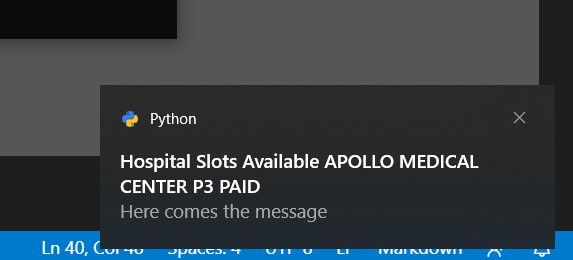 Python
Hospital Slots Available APOLLO MEDICAL
CENTER P3 PAID
Here comes the message
Ln 40, Col 48 Spaces: 4 UTF-8 LF Markdown